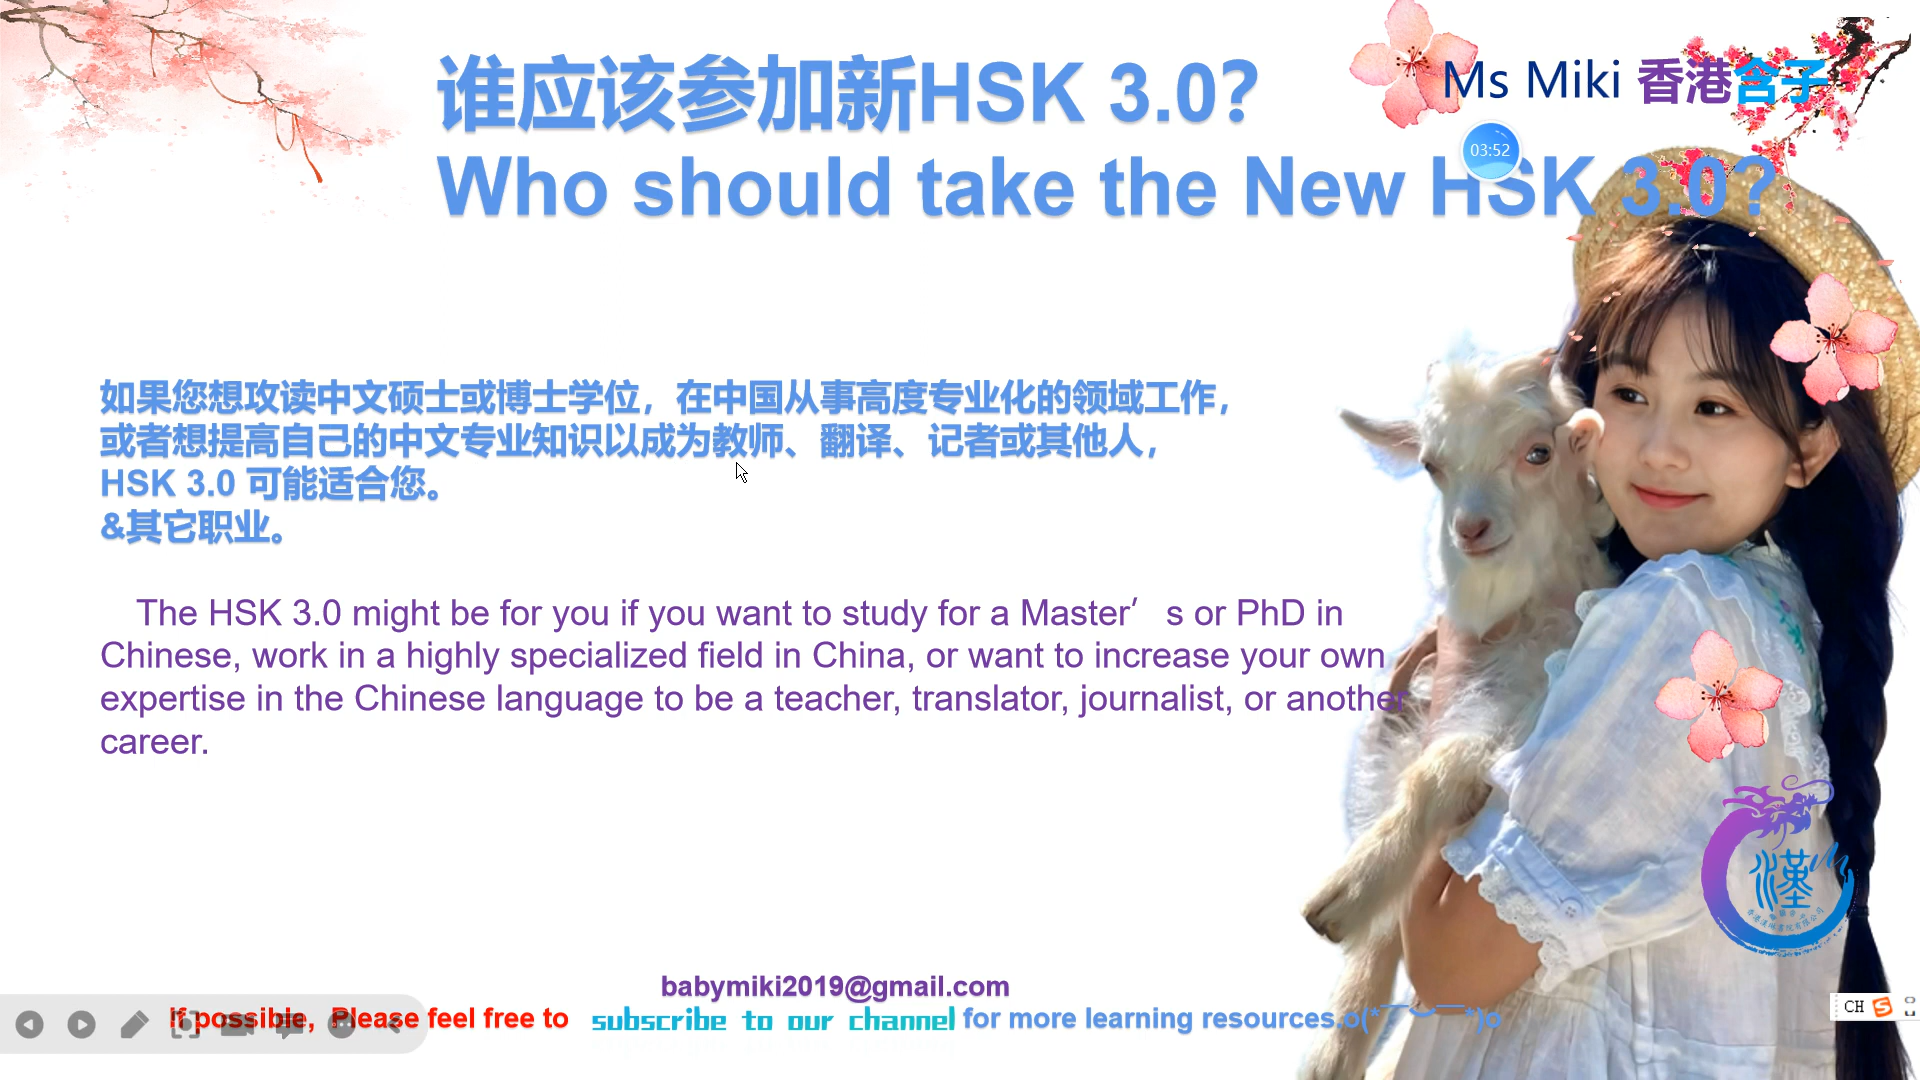 谁应该参加新HSK 3.0？
Ms Miki 香港含子
03:52
Who should take the New HSK 3.0？
如果您想攻读中文硕士或博士学位，在中国从事高度专业化的领域工作，
或者想提高自己的中文专业知识以成为教师、翻译、记者或其他人，
HSK 3.0 可能适合您。
&其它职业。
The HSK 3.0 might be for you if you want to study for a Master’s or PhD in
Chinese, work in a highly specialized field in China, or want to increase your own
expertise in the Chinese language to be a teacher, translator, journalist, or another
career.
漢
babymiki2019@gmail.com
If possible, Please feel free to subscribe to our channel for more learning resources.o(*￣︶￣*)o
CH